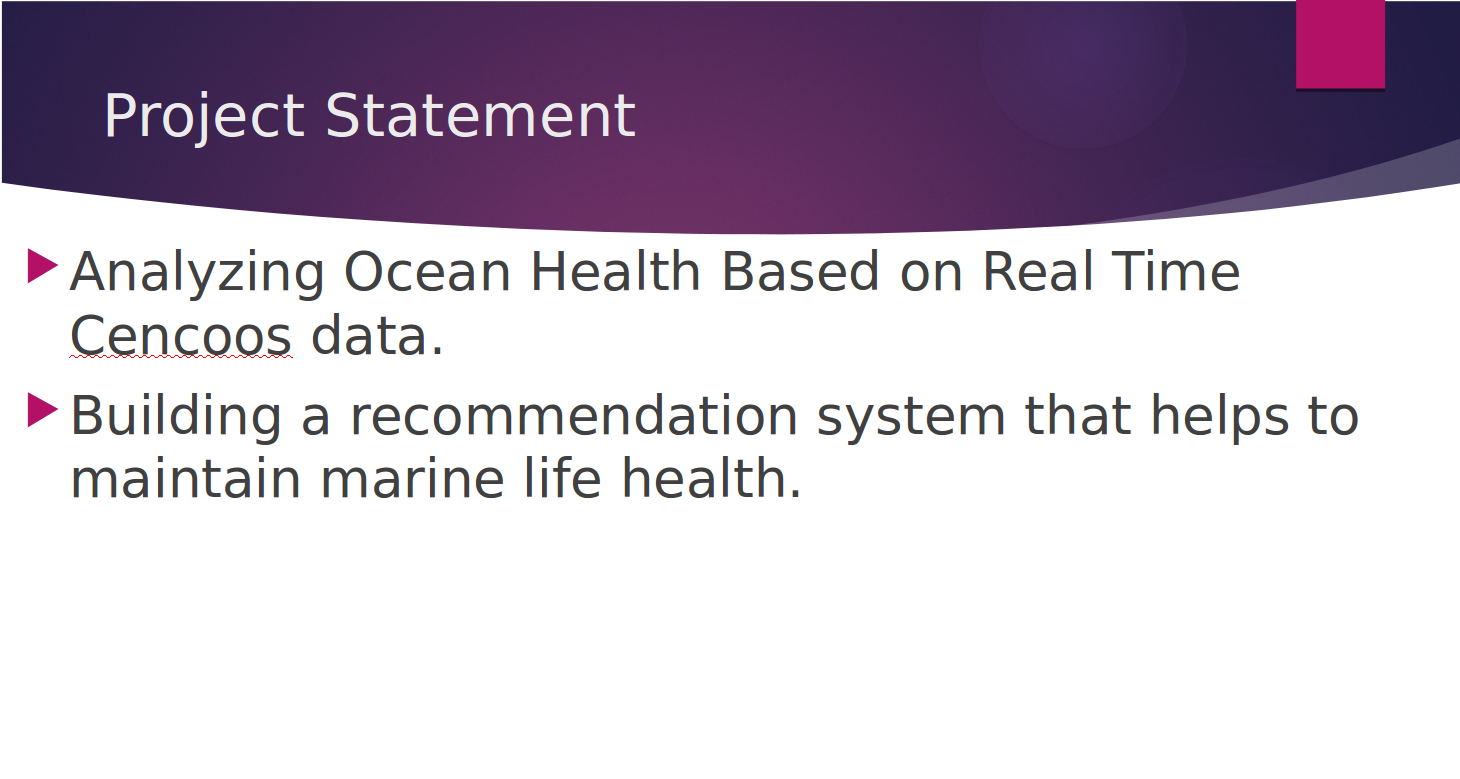 Project Statement
Analyzing Ocean Health Based on Real Time
Cencoos data.
Building a recommendation system that helps to
maintain marine life health.